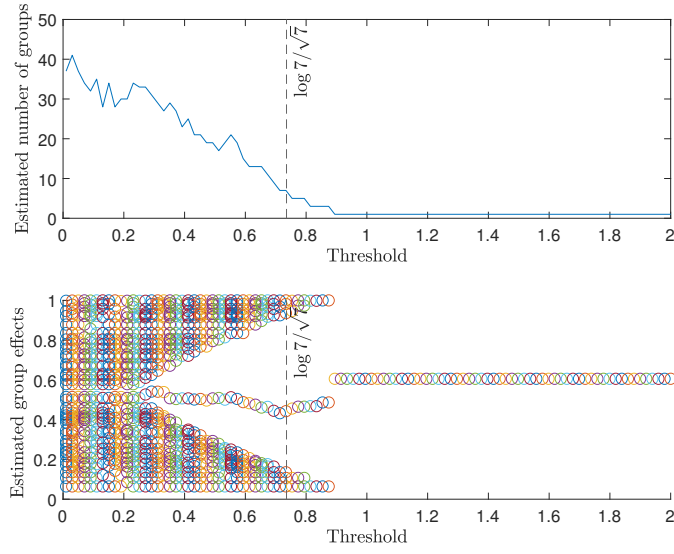 50
40
30
20
10
0
Estimated number of groups
log 7/√7
0 0.2 0.4 0.6 0.8 1 1.2 1.4 1.6 1.8 2
Threshold
1
0.8
0.6
0.4
0.2
0
Estimated group effects
log 7/√7
0 0.2 0.4 0.6 0.8 1 1.2 1.4 1.6 1.8 2
Threshold